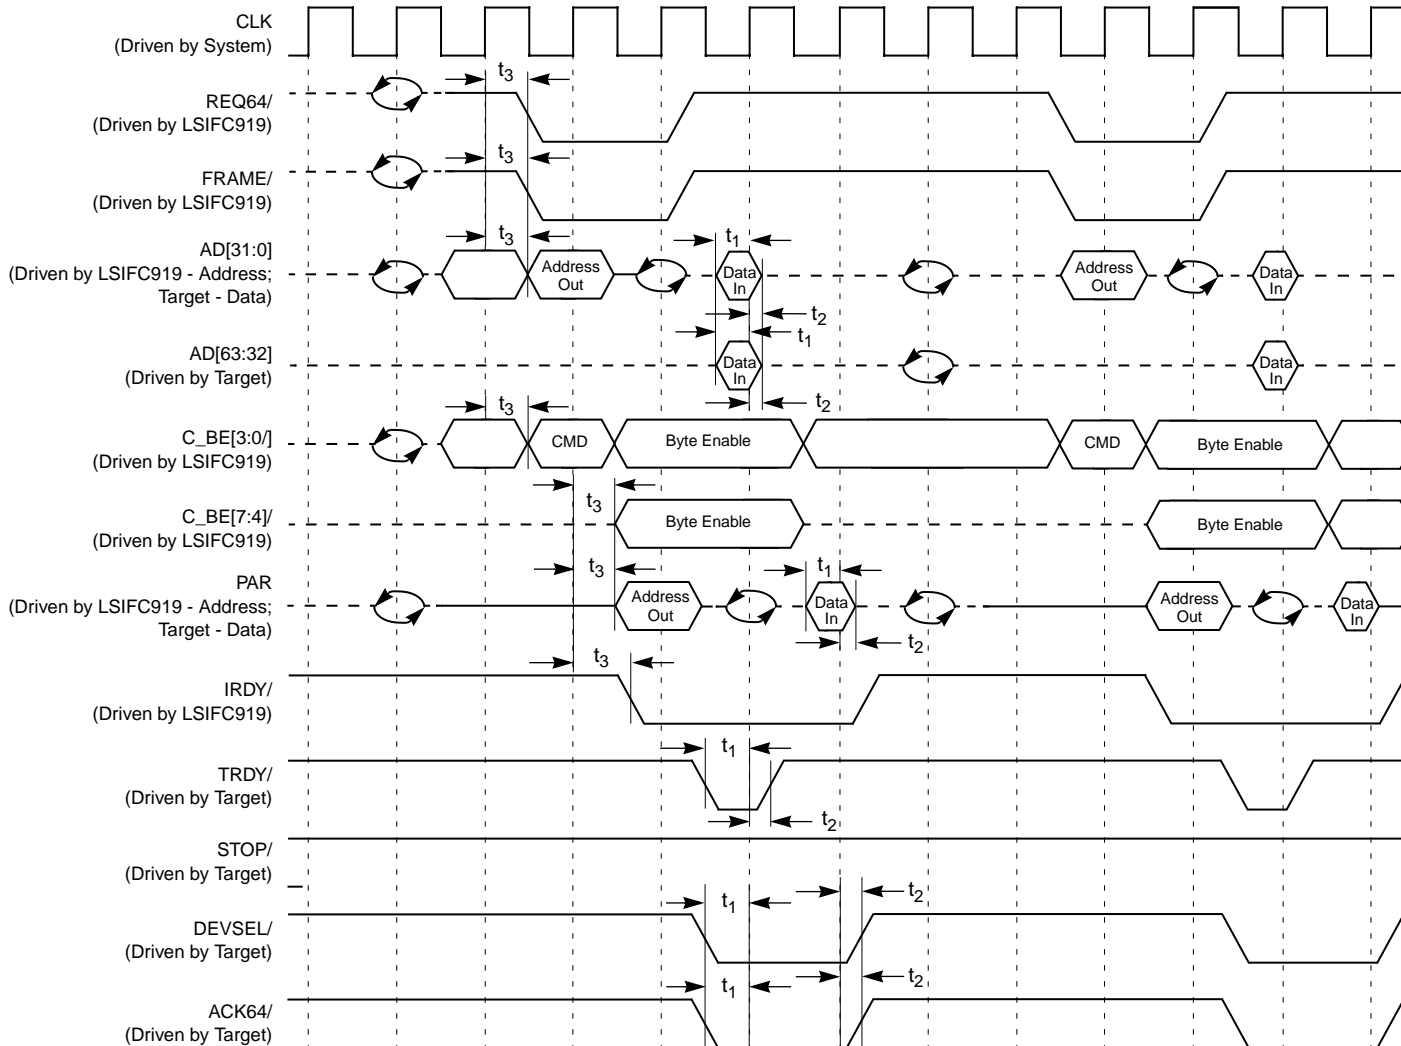 CLK
(Driven by System)
t3
REQ64/
(Driven by LSIFC919)
t3
FRAME/
(Driven by LSIFC919)
t3
t1
AD[31:0]
(Driven by LSIFC919 - Address;
Target - Data)
Address
Out
Data
In
Address
Out
Data
In
t2
t1
AD[63:32]
(Driven by Target)
Data
In
Data
In
t3
t2
C_BE[3:0/]
(Driven by LSIFC919)
CMD
Byte Enable
CMD
Byte Enable
t3
C_BE[7:4]/
(Driven by LSIFC919)
Byte Enable
Byte Enable
t3
t1
PAR
(Driven by LSIFC919 - Address;
Target - Data)
Address
Out
Data
In
Address
Out
Data
In
t2
t3
IRDY/
(Driven by LSIFC919)
t1
TRDY/
(Driven by Target)
t2
STOP/
(Driven by Target)
t1
t2
DEVSEL/
(Driven by Target)
t1
t2
ACK64/
(Driven by Target)